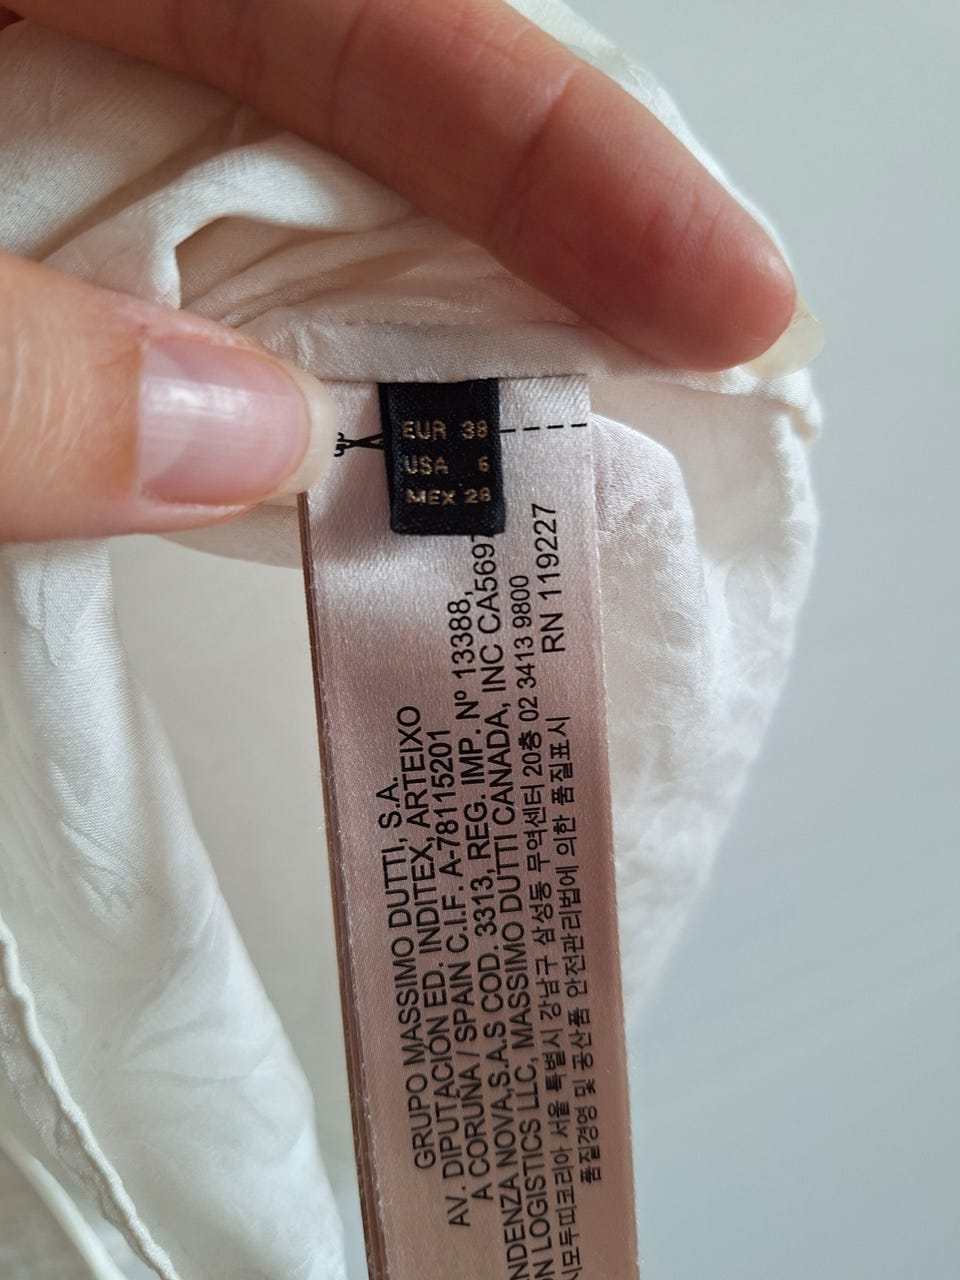 EUR 38
USA 6
MEX 28
GRUPO MASSIMO DUTTI, S.A.
AV. DIPUTACION ED. INDITEX, ARTEIXO
A CORUÑA / SPAIN C.I.F. A-78115201
NOVA,S.A.S COD. 3313, REG. IMP. Nº 13388,
LOGISTICS LLC, MASSIMO DUTTI CANADA, INC CA5697
서울 특별시 강남구 삼성동 무역센터 20층 02 3413 9800
품질경영 및 공산품 안전관리법에 의한 품질표시
RN 119227